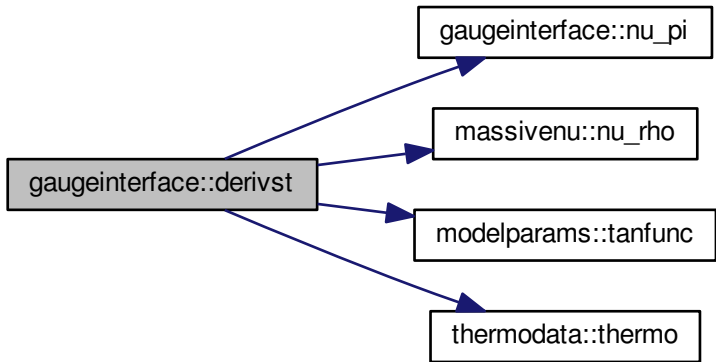 gaugeinterface::nu_pi
massivenu::nu_rho
gaugeinterface::derivst
modelparams::tanfunc
thermodata::thermo